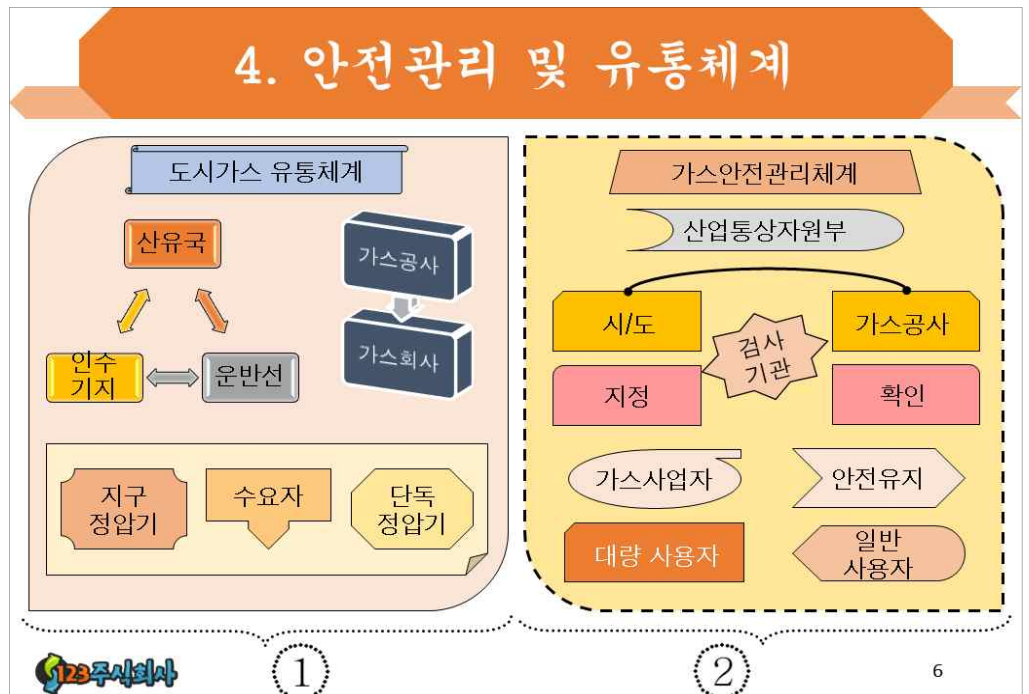 4. 안전관리 및 유통체계
도시가스 유통체계
산유국
인수
기지
운반선
가스공사
가스회사
지구
정압기
수요자
단독
정압기
가스안전관리체계
산업통상자원부
시/도
가스공사
검사
기관
지정
확인
가스사업자
안전유지
대량 사용자
일반
사용자
1
2
123주식회사
6